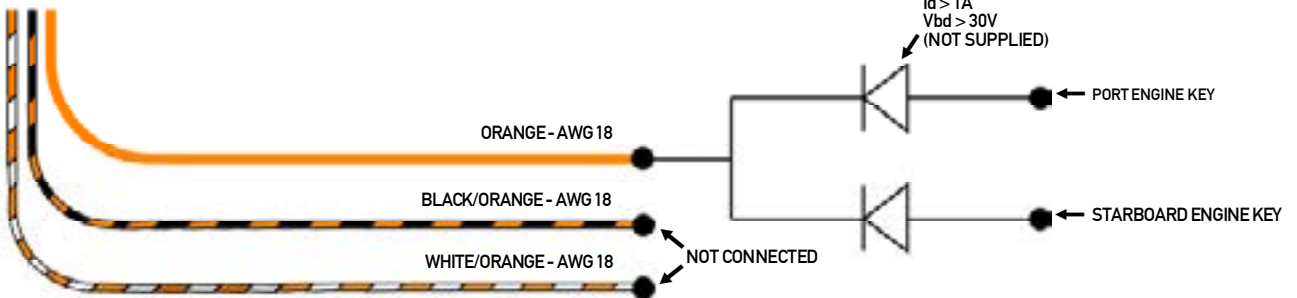 Id > 1A
Vbd > 30V
(NOT SUPPLIED)
PORT ENGINE KEY
ORANGE - AWG 18
BLACK/ORANGE - AWG 18
STARBOARD ENGINE KEY
NOT CONNECTED
WHITE/ORANGE - AWG 18